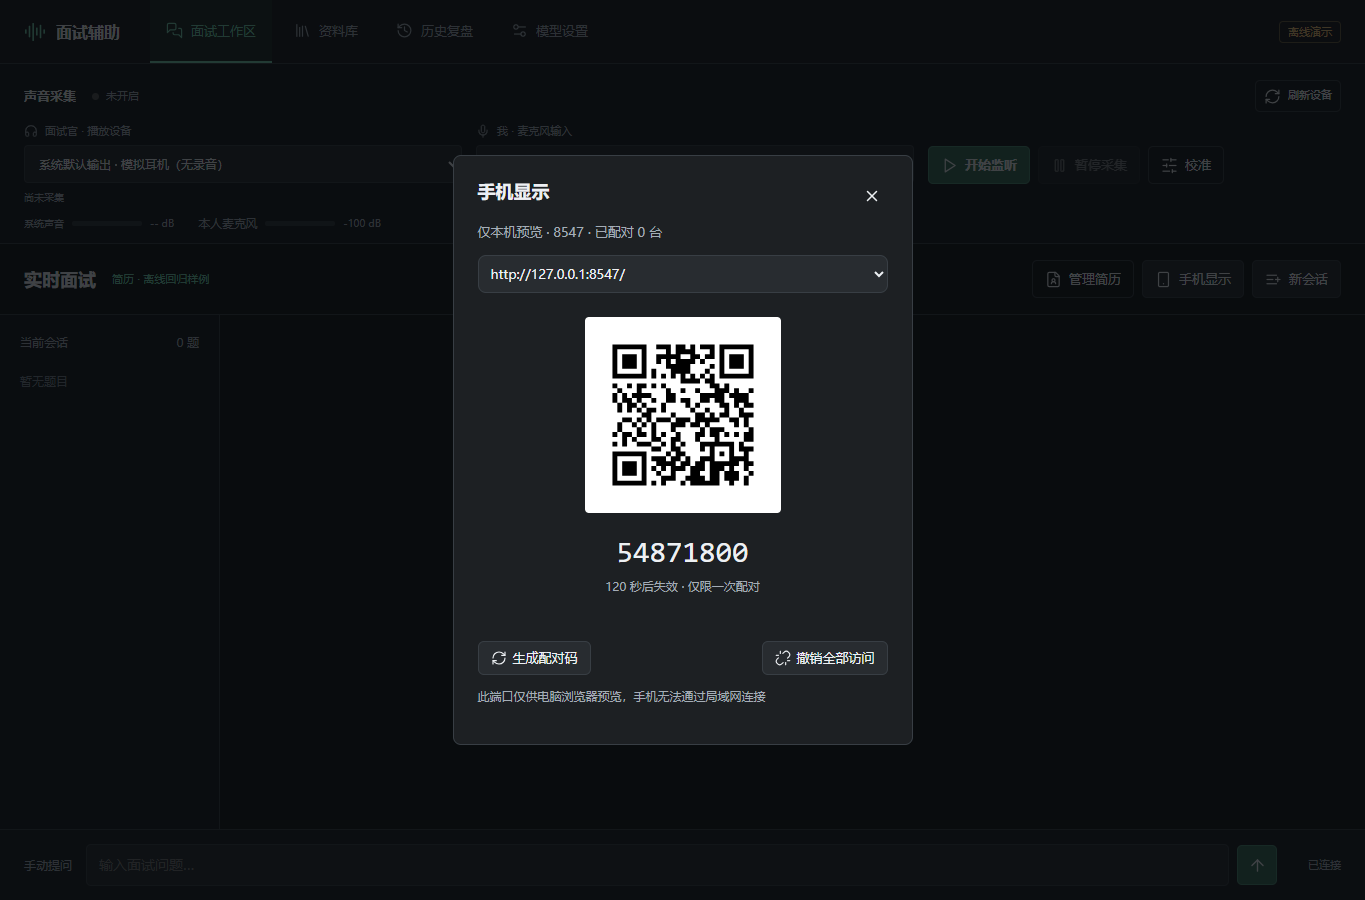 面试辅助 面试工作区 资料库 历史复盘 模型设置 离线演示
声音采集 未开启 刷新设备
面试官 · 播放设备 我 · 麦克风输入
系统默认输出 · 模拟耳机（无录音） 开始监听 暂停采集 校准
尚未采集
系统声音 -- dB 本人麦克风 -100 dB
实时面试 简历 · 离线回归样例 管理简历 手机显示 新会话
当前会话 0 题
暂无题目
手机显示
仅本机预览 · 8547 · 已配对 0 台
http://127.0.0.1:8547/
54871800
120 秒后失效 · 仅限一次配对
生成配对码 撤销全部访问
此端口仅供电脑浏览器预览，手机无法通过局域网连接
手动提问 输入面试问题... 已连接